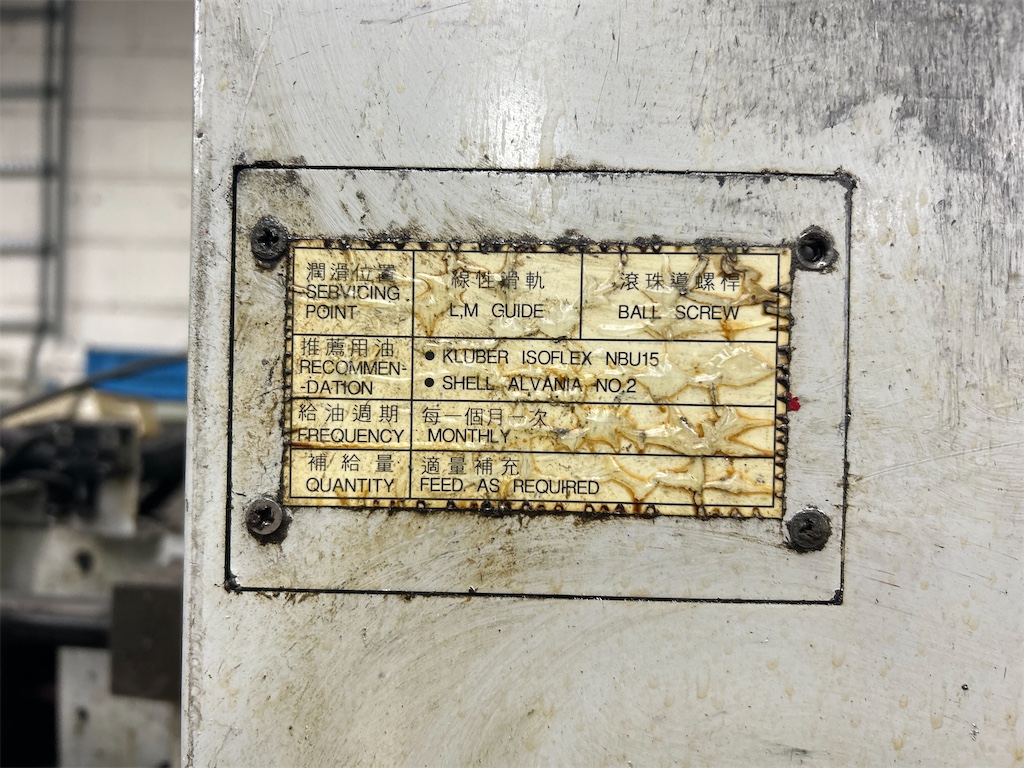 潤滑位置
SERVICING
POINT
線性滑軌
L,M GUIDE
滾珠導螺桿
BALL SCREW
推薦用油
RECOMMEN-
-DATION
● KLUBER ISOFLEX NBU15
● SHELL ALVANIA NO.2
給油週期
FREQUENCY
每一個月一次
MONTHLY
補給量
QUANTITY
適量補充
FEED AS REQUIRED